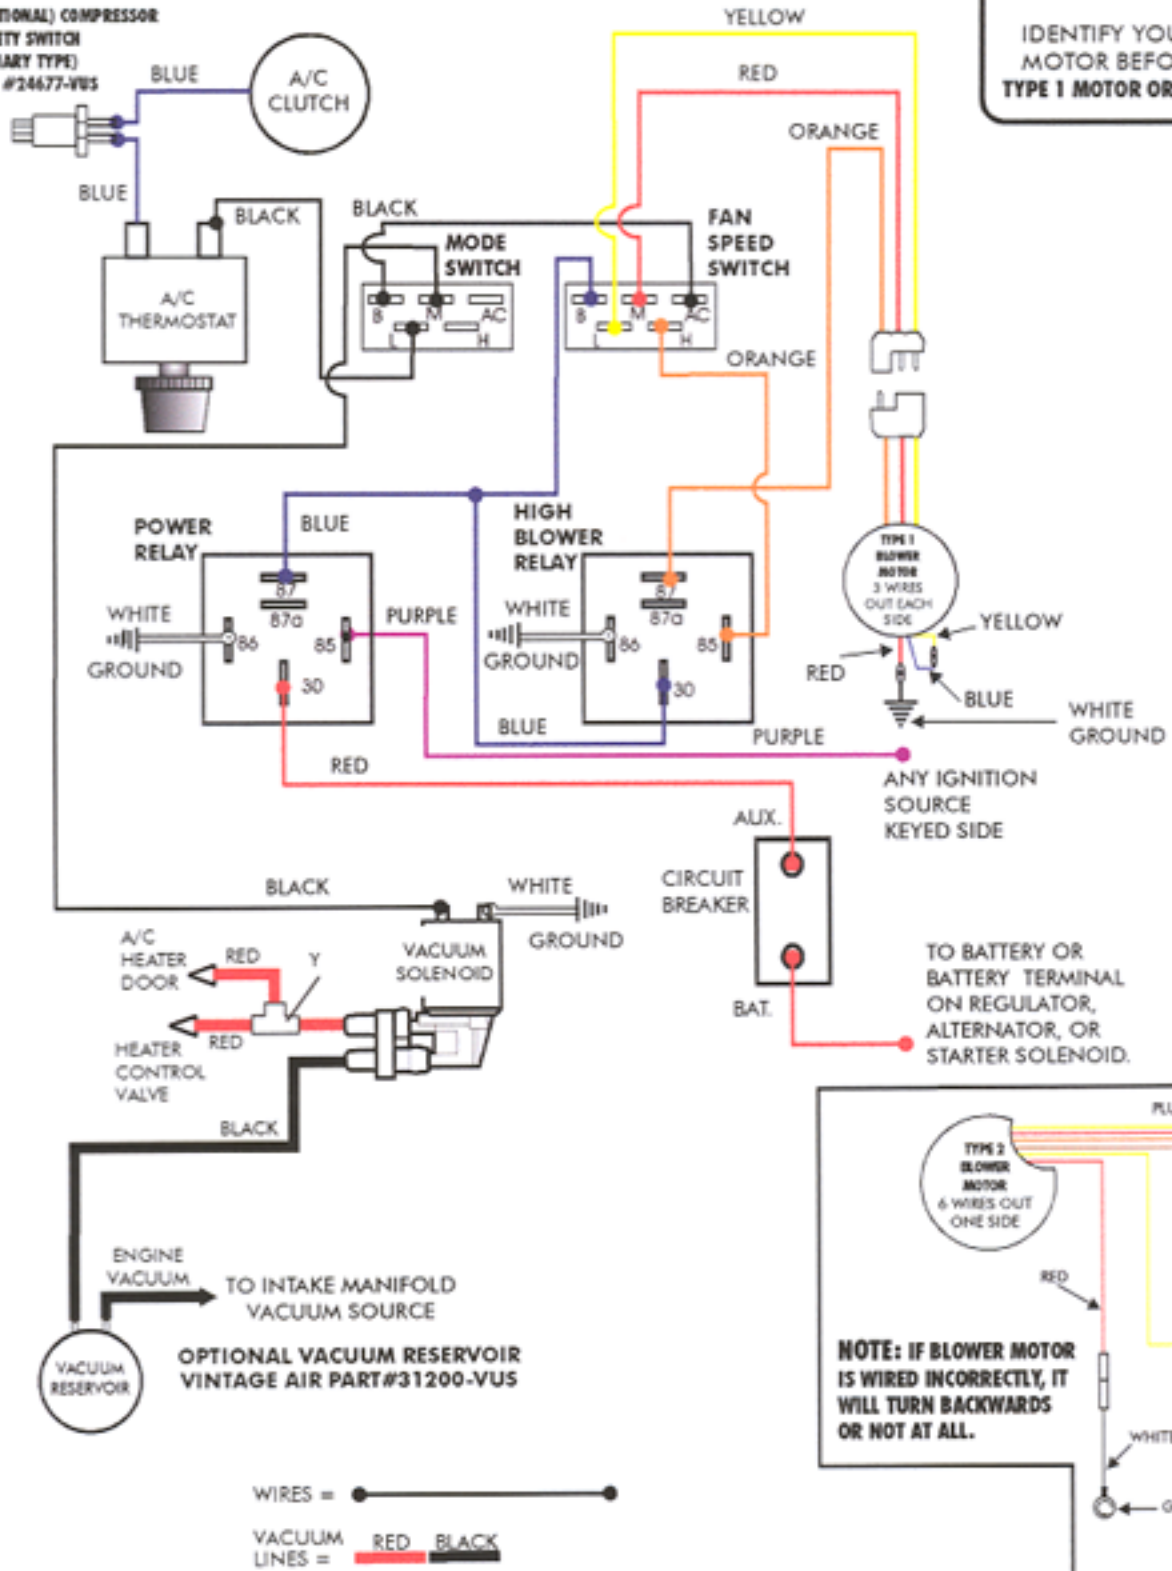 COMPRESSOR
SWITCH
TYPE)
#24677-VUS
BLUE
A/C
CLUTCH
YELLOW
RED
ORANGE
IDENTIFY
MOTOR
TYPE 1 MOTOR OR
BLUE
BLACK
BLACK
MODE
SWITCH
FAN
SPEED
SWITCH
A/C
THERMOSTAT
B
M
AC
L
H
B
M
AC
L
H
ORANGE
POWER
RELAY
BLUE
HIGH
BLOWER
RELAY
87
87a
86
85
30
WHITE
GROUND
PURPLE
WHITE
GROUND
87
87a
86
85
30
TYPE 1
BLOWER
MOTOR
3 WIRES
OUT EACH
SIDE
YELLOW
RED
BLUE
WHITE
GROUND
BLUE
PURPLE
RED
ANY IGNITION
SOURCE
KEYED SIDE
AUX.
CIRCUIT
BREAKER
BAT.
BLACK
WHITE
GROUND
A/C
HEATER
DOOR
RED
Y
VACUUM
SOLENOID
TO BATTERY OR
BATTERY TERMINAL
ON REGULATOR,
ALTERNATOR, OR
STARTER SOLENOID.
RED
HEATER
CONTROL
VALVE
BLACK
TYPE 2
BLOWER
MOTOR
6 WIRES OUT
ONE SIDE
ENGINE
VACUUM
TO INTAKE MANIFOLD
VACUUM SOURCE
RED
VACUUM
RESERVOIR
OPTIONAL VACUUM RESERVOIR
VINTAGE AIR PART#31200-VUS
NOTE: IF BLOWER MOTOR
IS WIRED INCORRECTLY, IT
WILL TURN BACKWARDS
OR NOT AT ALL.
WHITE
WIRES =
VACUUM
LINES =
RED
BLACK